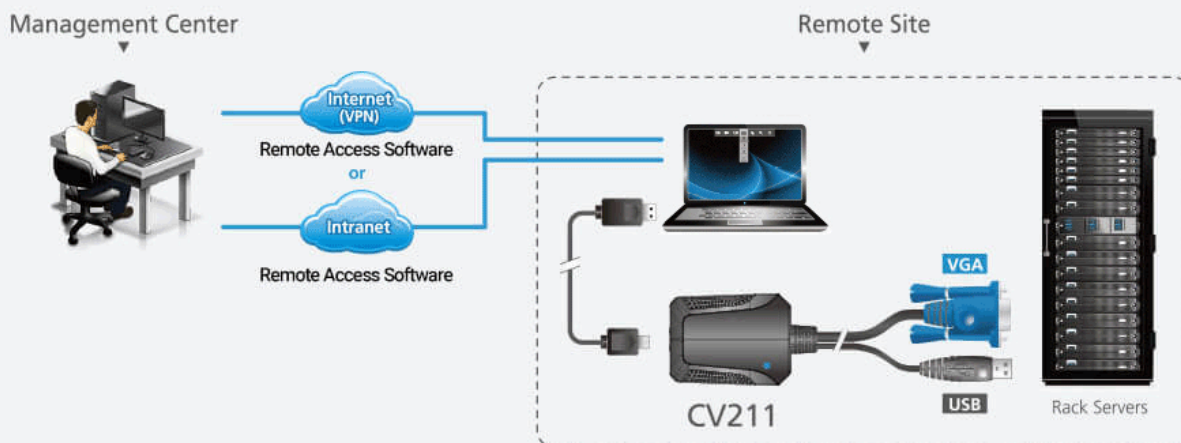 Management Center
Remote Site
Internet
(VPN)
Remote Access Software
or
Intranet
Remote Access Software
VGA
USB
CV211
Rack Servers